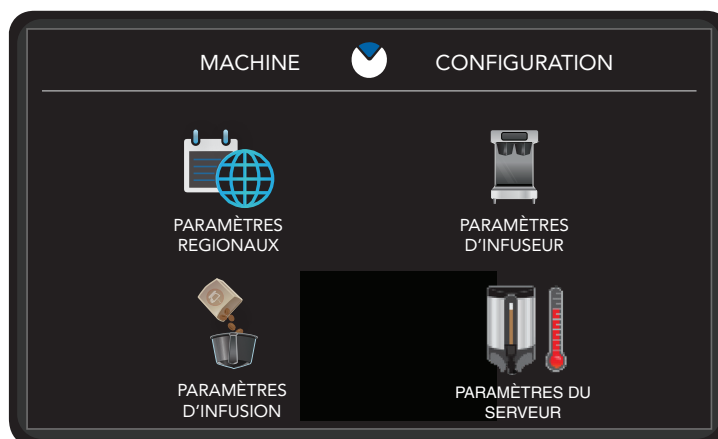 MACHINE CONFIGURATION
PARAMÈTRES
REGIONAUX
PARAMÈTRES
D’INFUSEUR
PARAMÈTRES
D’INFUSION
PARAMÈTRES DU
SERVEUR